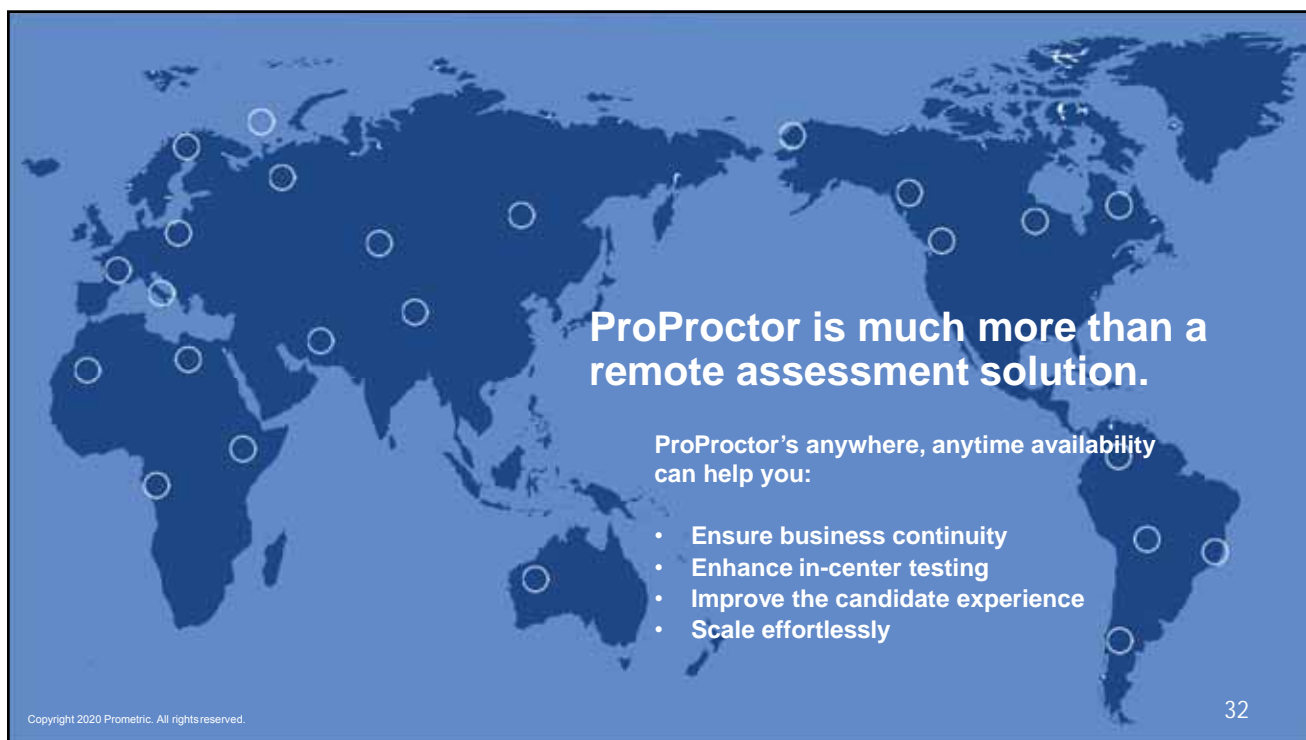 ProProctor is much more than a
remote assessment solution.
ProProctor’s anywhere, anytime availability
can help you:
• Ensure business continuity
• Enhance in-center testing
• Improve the candidate experience
• Scale effortlessly
Copyright 2020 Prometric. All rights reserved.
32